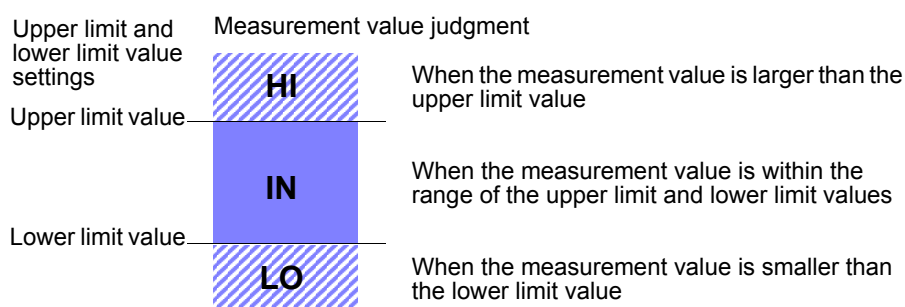 Upper limit and
lower limit value
settings
Measurement value judgment
HI
When the measurement value is larger than the
upper limit value
Upper limit value
IN
When the measurement value is within the
range of the upper limit and lower limit values
Lower limit value
LO
When the measurement value is smaller than
the lower limit value